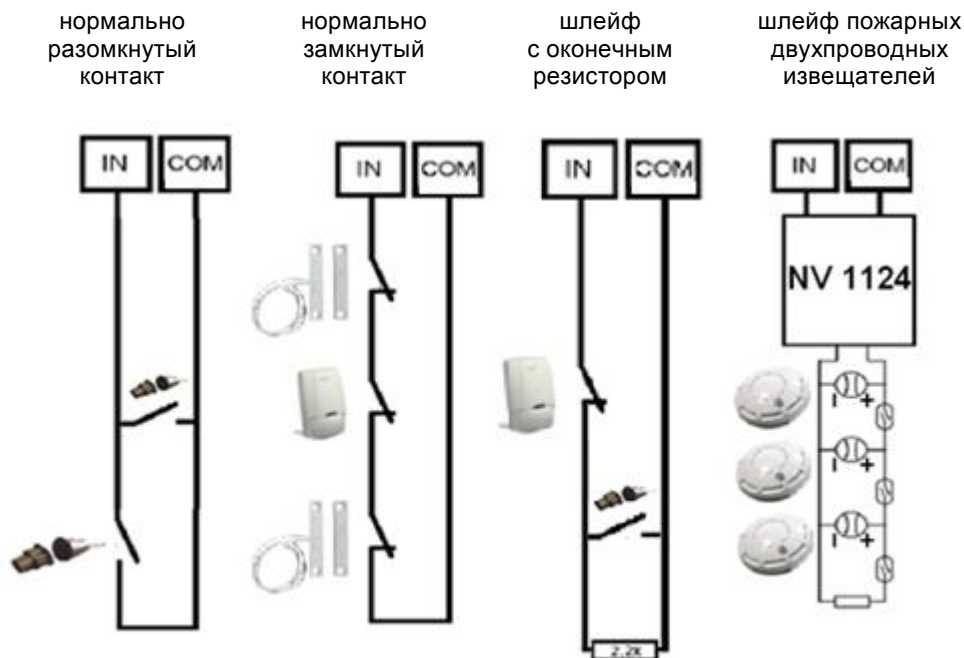 нормально
разомкнутый
контакт
нормально
замкнутый
контакт
шлейф
с оконечным
резистором
шлейф пожарных
двухпроводных
извещателей
IN COM
IN COM
IN COM
IN COM
NV 1124
- +
- +
- +
2,2к